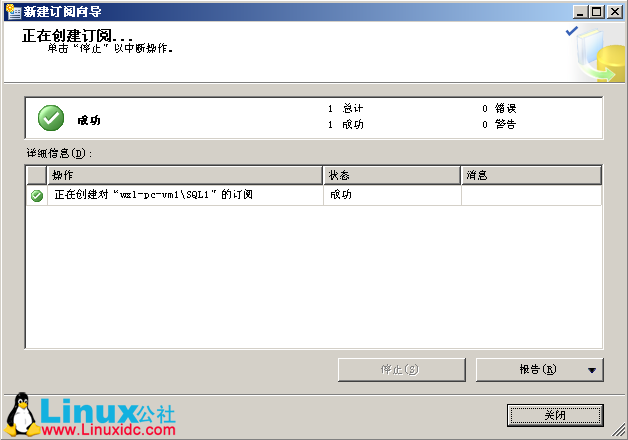 新建订阅向导
正在创建订阅...
单击“停止”以中断操作。
成功
1 总计
0 错误
1 成功
0 警告
详细信息(D):
操作 状态 消息
正在创建对“wxl-pc-vm1\SQL1”的订阅 成功
停止(S)
报告(R)
关闭
Linux公社
www.Linuxidc.com